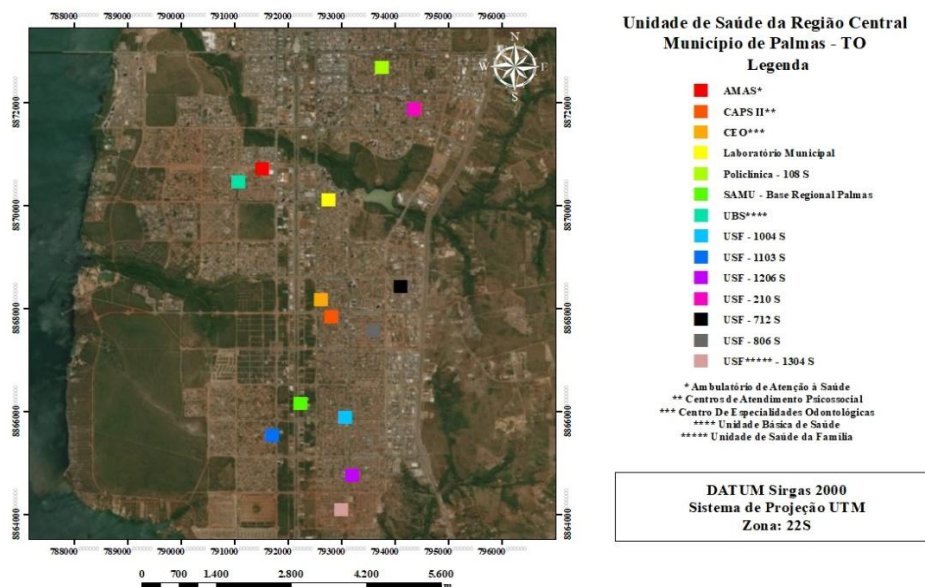 788000 789000 790000 791000 792000 793000 794000 795000 796000
8872000
8870000
8868000
8866000
8864000
N
W E
S
788000 789000 790000 791000 792000 793000 794000 795000 796000
0 700 1.400 2.800 4.200 5.600
m
Unidade de Saúde da Região Central
Município de Palmas - TO
Legenda
AMAS*
CAPS II**
CEO***
Laboratório Municipal
Policlínica - 108 S
SAMU - Base Regional Palmas
UBS****
USF - 1004 S
USF - 1103 S
USF - 1206 S
USF - 210 S
USF - 712 S
USF - 806 S
USF***** - 1304 S
* Ambulatório de Atenção à Saúde
** Centros de Atendimento Psicossocial
*** Centro De Especialidades Odontológicas
**** Unidade Básica de Saúde
***** Unidade de Saúde da Família
DATUM Sirgas 2000
Sistema de Projeção UTM
Zona: 22S